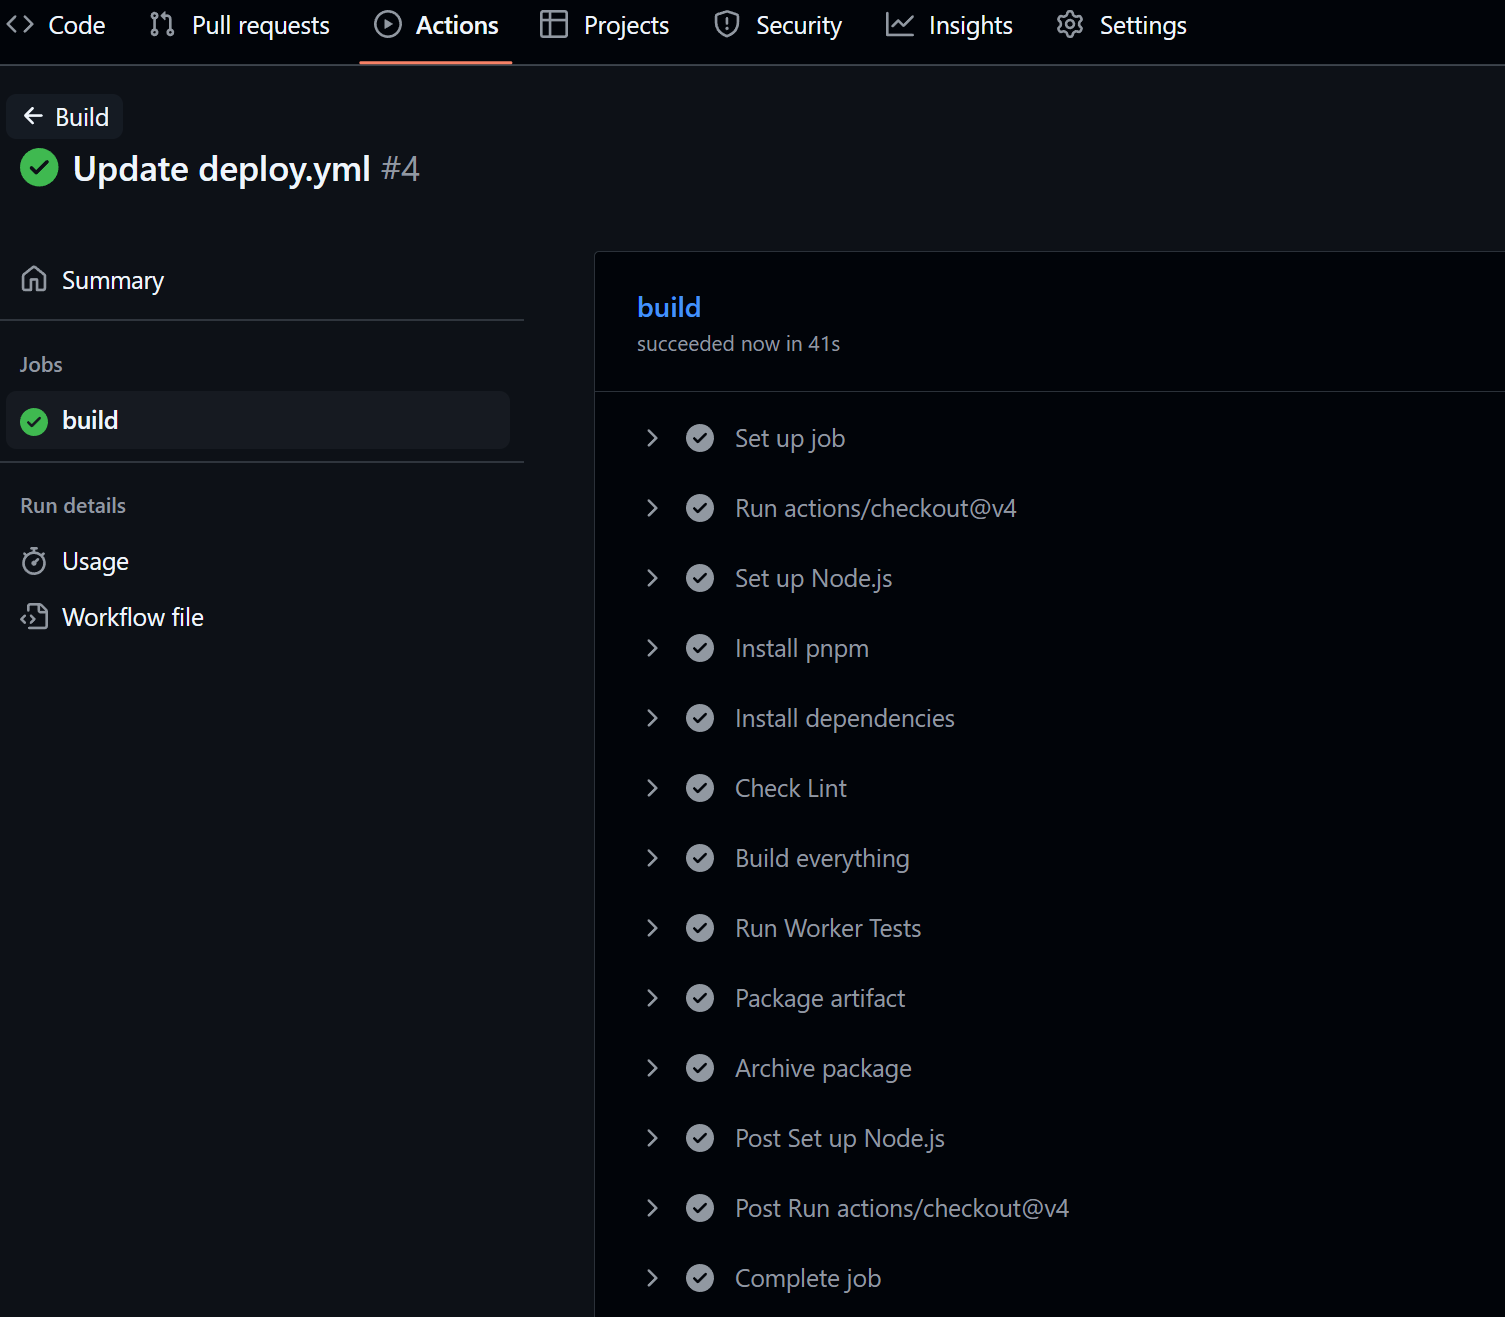 Code Pull requests Actions Projects Security Insights Settings
Build
Update deploy.yml #4
Summary
Jobs
build
Run details
Usage
Workflow file
build
succeeded now in 41s
Set up job
Run actions/checkout@v4
Set up Node.js
Install pnpm
Install dependencies
Check Lint
Build everything
Run Worker Tests
Package artifact
Archive package
Post Set up Node.js
Post Run actions/checkout@v4
Complete job